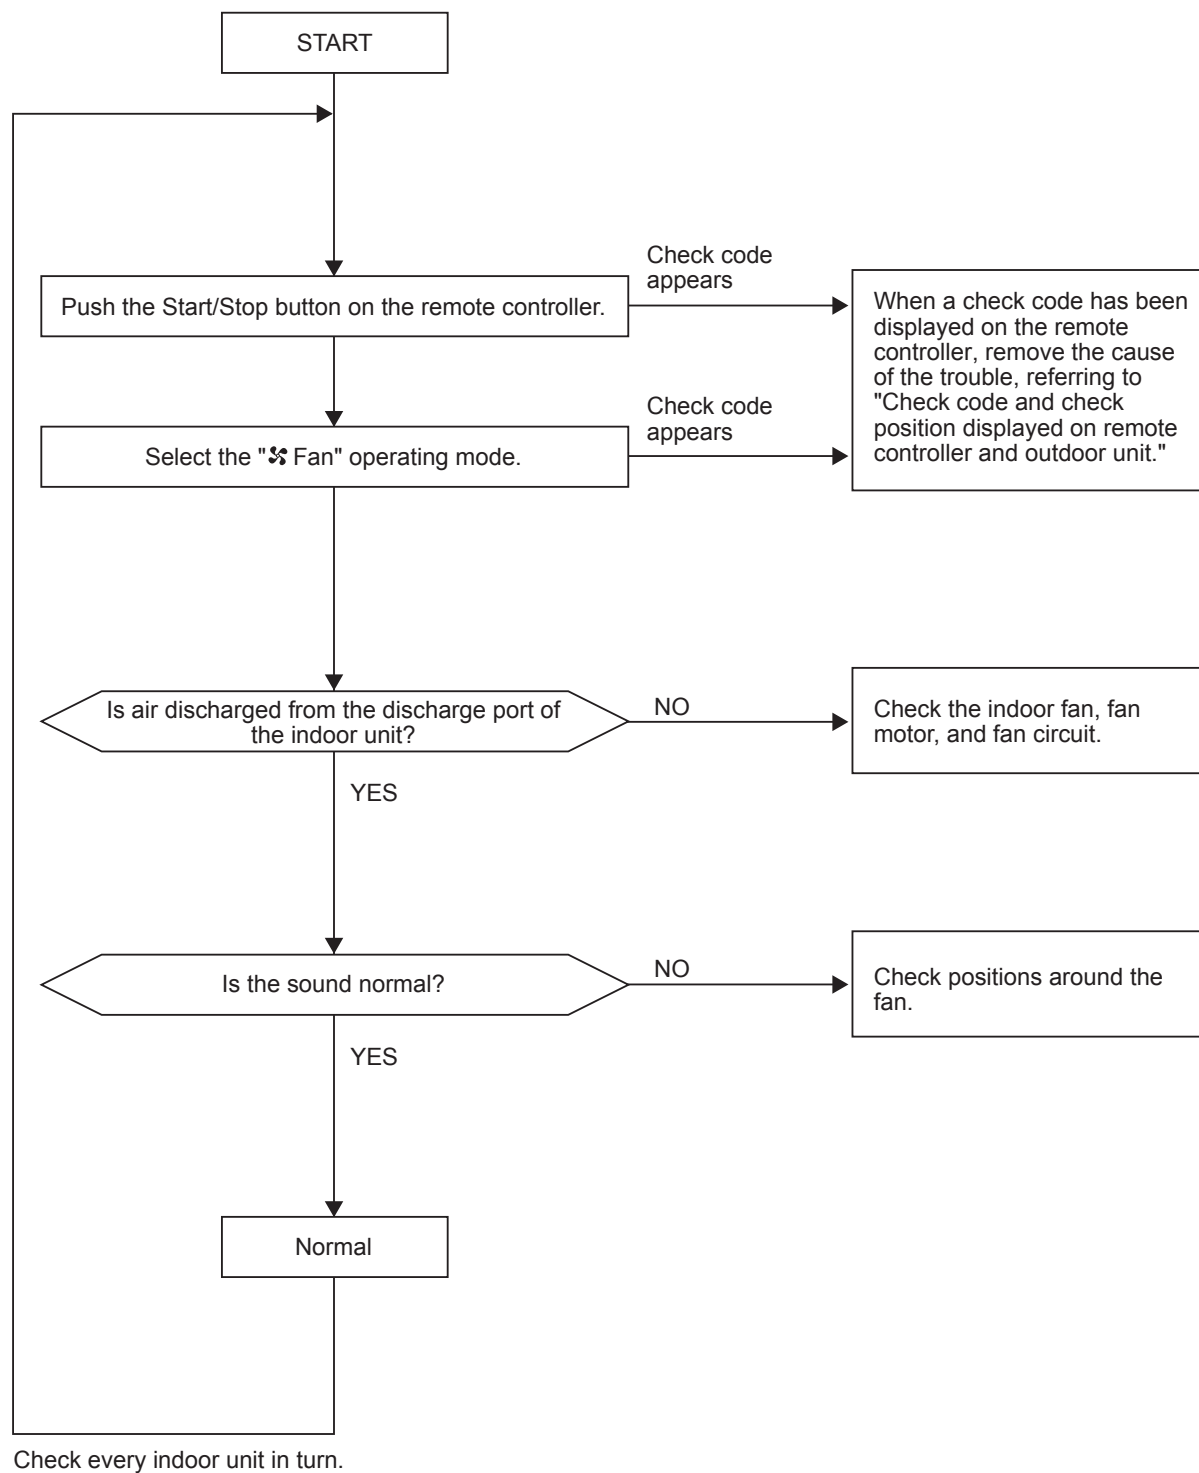 START
Check code
appears
Push the Start/Stop button on the remote controller.
When a check code has been
displayed on the remote
controller, remove the cause
of the trouble, referring to
"Check code and check
position displayed on remote
controller and outdoor unit."
Check code
appears
Select the " Fan" operating mode.
Is air discharged from the discharge port of
the indoor unit?
NO
Check the indoor fan, fan
motor, and fan circuit.
YES
Is the sound normal?
NO
Check positions around the
fan.
YES
Normal
Check every indoor unit in turn.